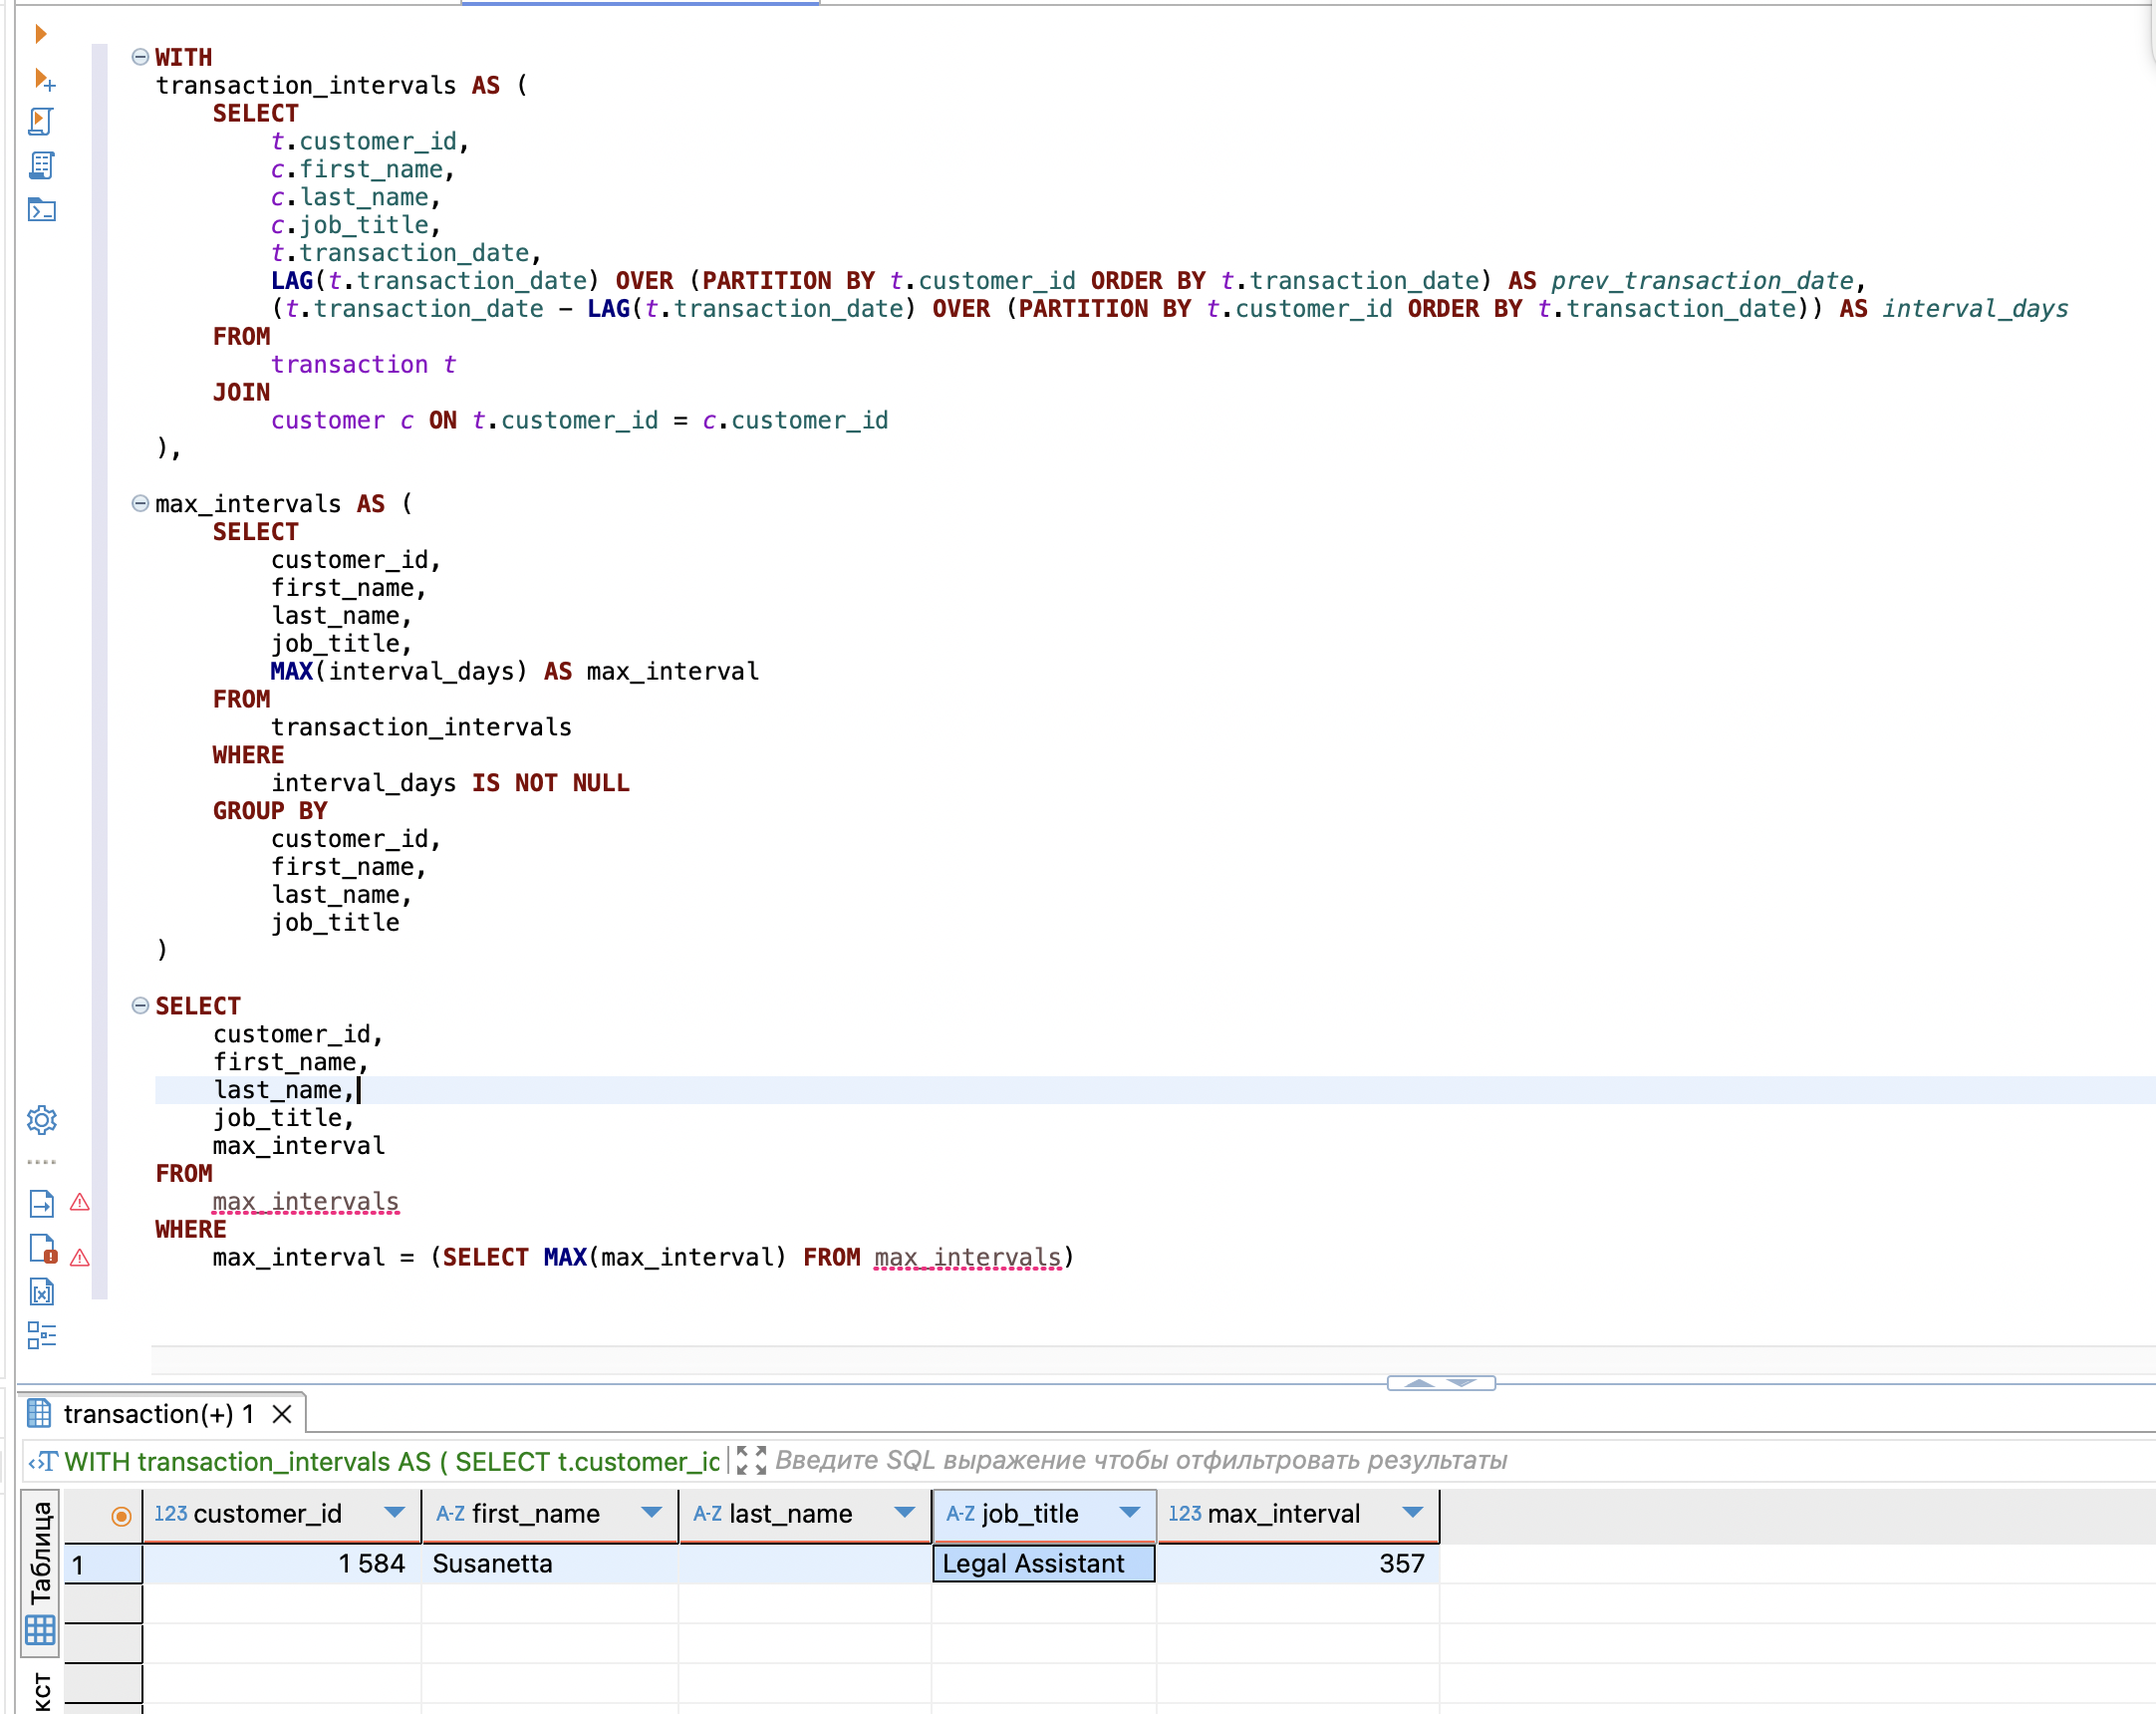 WITH
transaction_intervals AS (
    SELECT
        t.customer_id,
        c.first_name,
        c.last_name,
        c.job_title,
        t.transaction_date,
        LAG(t.transaction_date) OVER (PARTITION BY t.customer_id ORDER BY t.transaction_date) AS prev_transaction_date,
        (t.transaction_date - LAG(t.transaction_date) OVER (PARTITION BY t.customer_id ORDER BY t.transaction_date)) AS interval_days
    FROM
        transaction t
    JOIN
        customer c ON t.customer_id = c.customer_id
),
max_intervals AS (
    SELECT
        customer_id,
        first_name,
        last_name,
        job_title,
        MAX(interval_days) AS max_interval
    FROM
        transaction_intervals
    WHERE
        interval_days IS NOT NULL
    GROUP BY
        customer_id,
        first_name,
        last_name,
        job_title
)
SELECT
    customer_id,
    first_name,
    last_name,
    job_title,
    max_interval
FROM
    max_intervals
WHERE
    max_interval = (SELECT MAX(max_interval) FROM max_intervals)
transaction(+) 1
WITH transaction_intervals AS ( SELECT t.customer_ic Введите SQL выражение чтобы отфильтровать результаты
Таблица
123 customer_id A-Z first_name A-Z last_name A-Z job_title 123 max_interval
1 1 584 Susanetta Legal Assistant 357